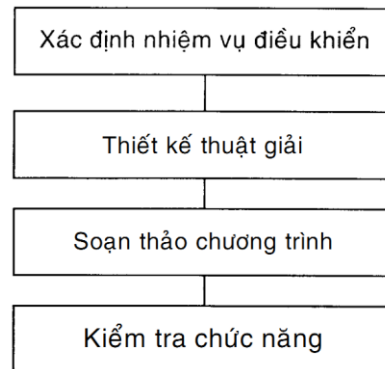 Xác định nhiệm vụ điều khiển
Thiết kế thuật giải
Soạn thảo chương trình
Kiểm tra chức năng